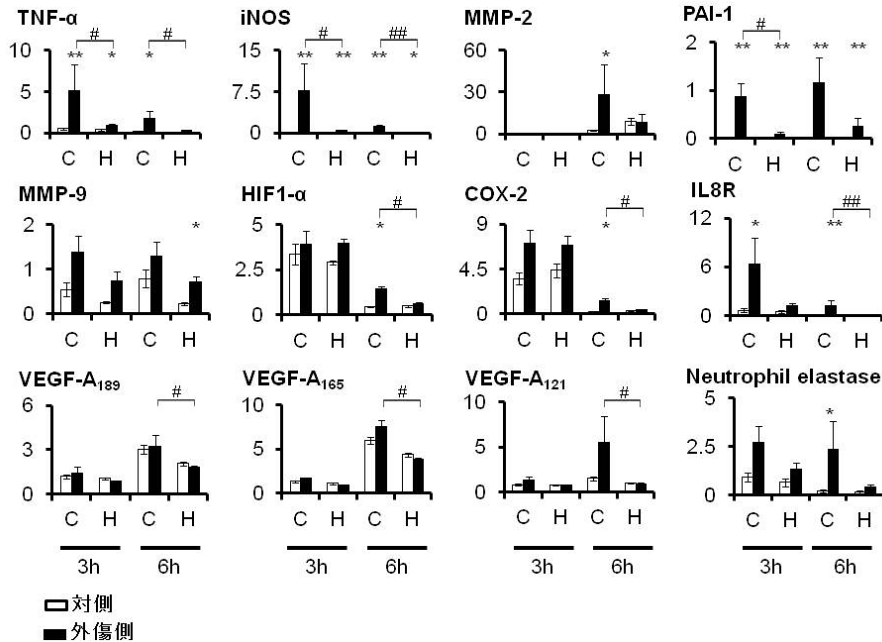 TNF-α iNOS MMP-2 PAI-1
# # # # ## #
** * * ** ** ** * * ** ** ** **
10 15 60 2
5 7.5 30 1
0 0 0 0
C H C H C H C H C H C H C H C H
MMP-9 HIF1-α COX-2 IL8R
# # ##
* * * * **
2 5 9 12
1 2.5 4.5 6
0 0 0 0
C H C H C H C H C H C H C H C H
VEGF-A₁₈₉ VEGF-A₁₆₅ VEGF-A₁₂₁ Neutrophil elastase
# # # *
6 10 10 5
3 5 5 2.5
0 0 0 0
C H C H C H C H C H C H C H C H
3h 6h 3h 6h 3h 6h 3h 6h
対側
外傷側